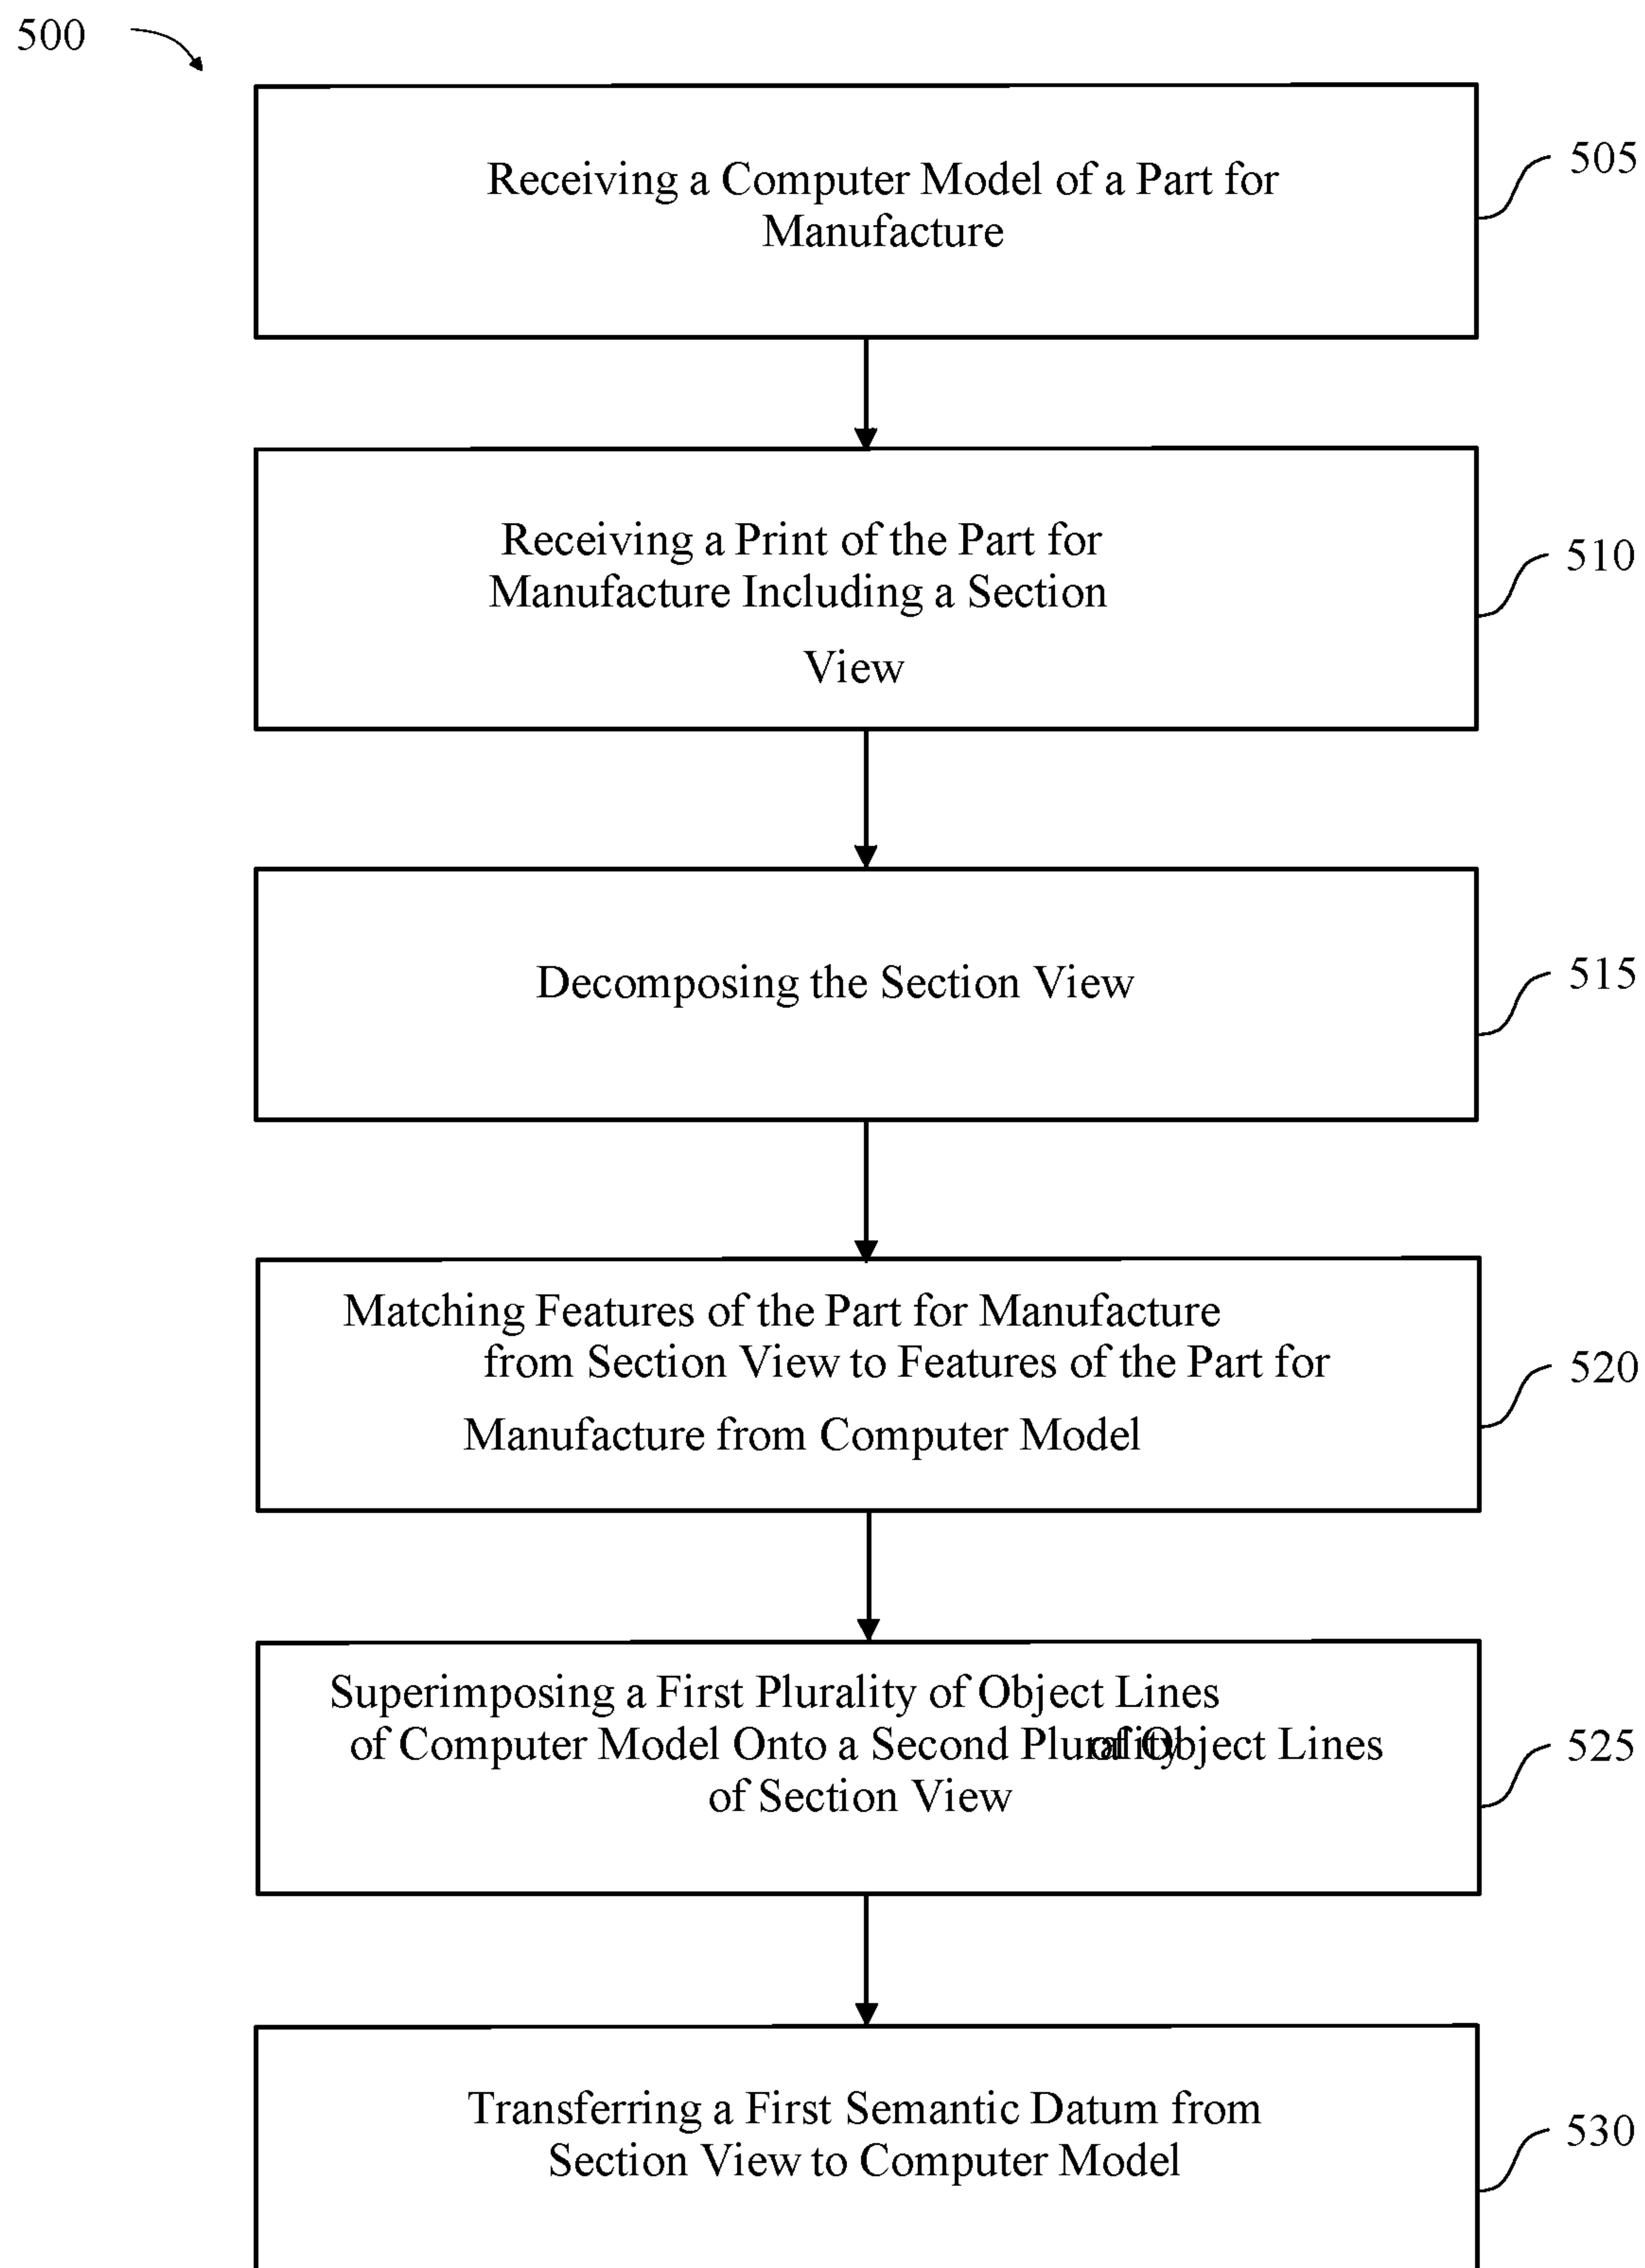 500
Receiving a Computer Model of a Part for
Manufacture
505
Receiving a Print of the Part for
Manufacture Including a Section
View
510
Decomposing the Section View
515
Matching Features of the Part for Manufacture
from Section View to Features of the Part for
Manufacture from Computer Model
520
Superimposing a First Plurality of Object Lines
of Computer Model Onto a Second Plurality of Object Lines
of Section View
525
Transferring a First Semantic Datum from
Section View to Computer Model
530